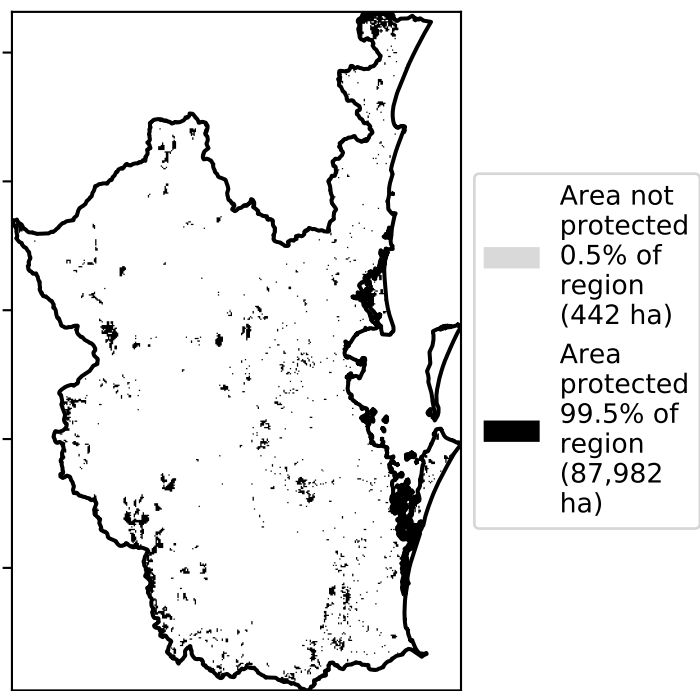 Area not
protected
0.5% of
region
(442 ha)
Area
protected
99.5% of
region
(87,982
ha)